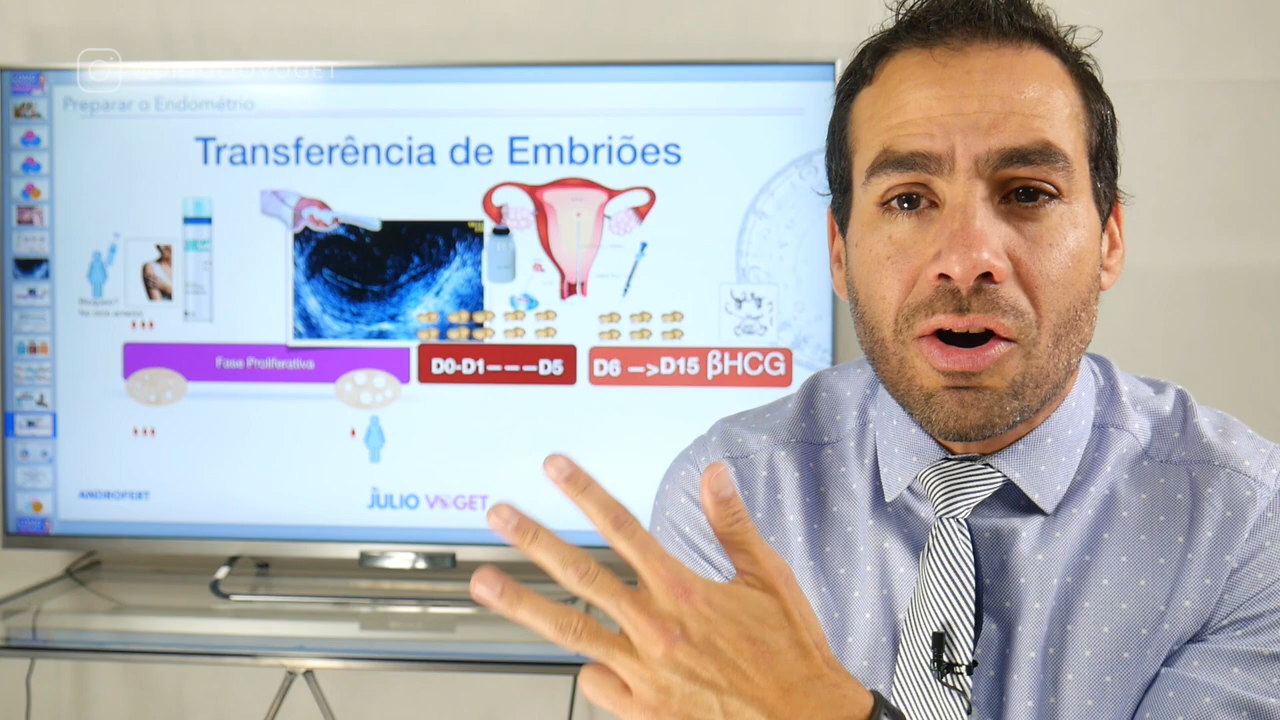 Preparar o Endométrio
Transferência de Embriões
Fase Proliferativa
D0-D1---D5
D6 -->D15 βHCG
ANDROFERT
JULIO VOGET